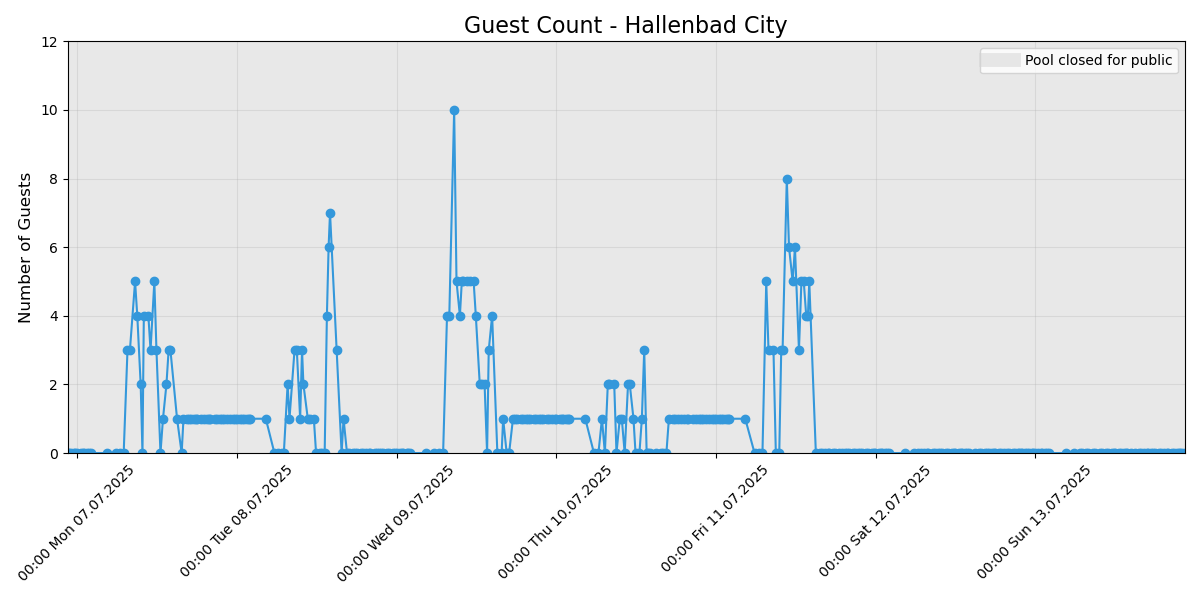 Guest Count - Hallenbad City
Pool closed for public
Number of Guests
12
10
8
6
4
2
0
00:00 Mon 07.07.2025
00:00 Tue 08.07.2025
00:00 Wed 09.07.2025
00:00 Thu 10.07.2025
00:00 Fri 11.07.2025
00:00 Sat 12.07.2025
00:00 Sun 13.07.2025